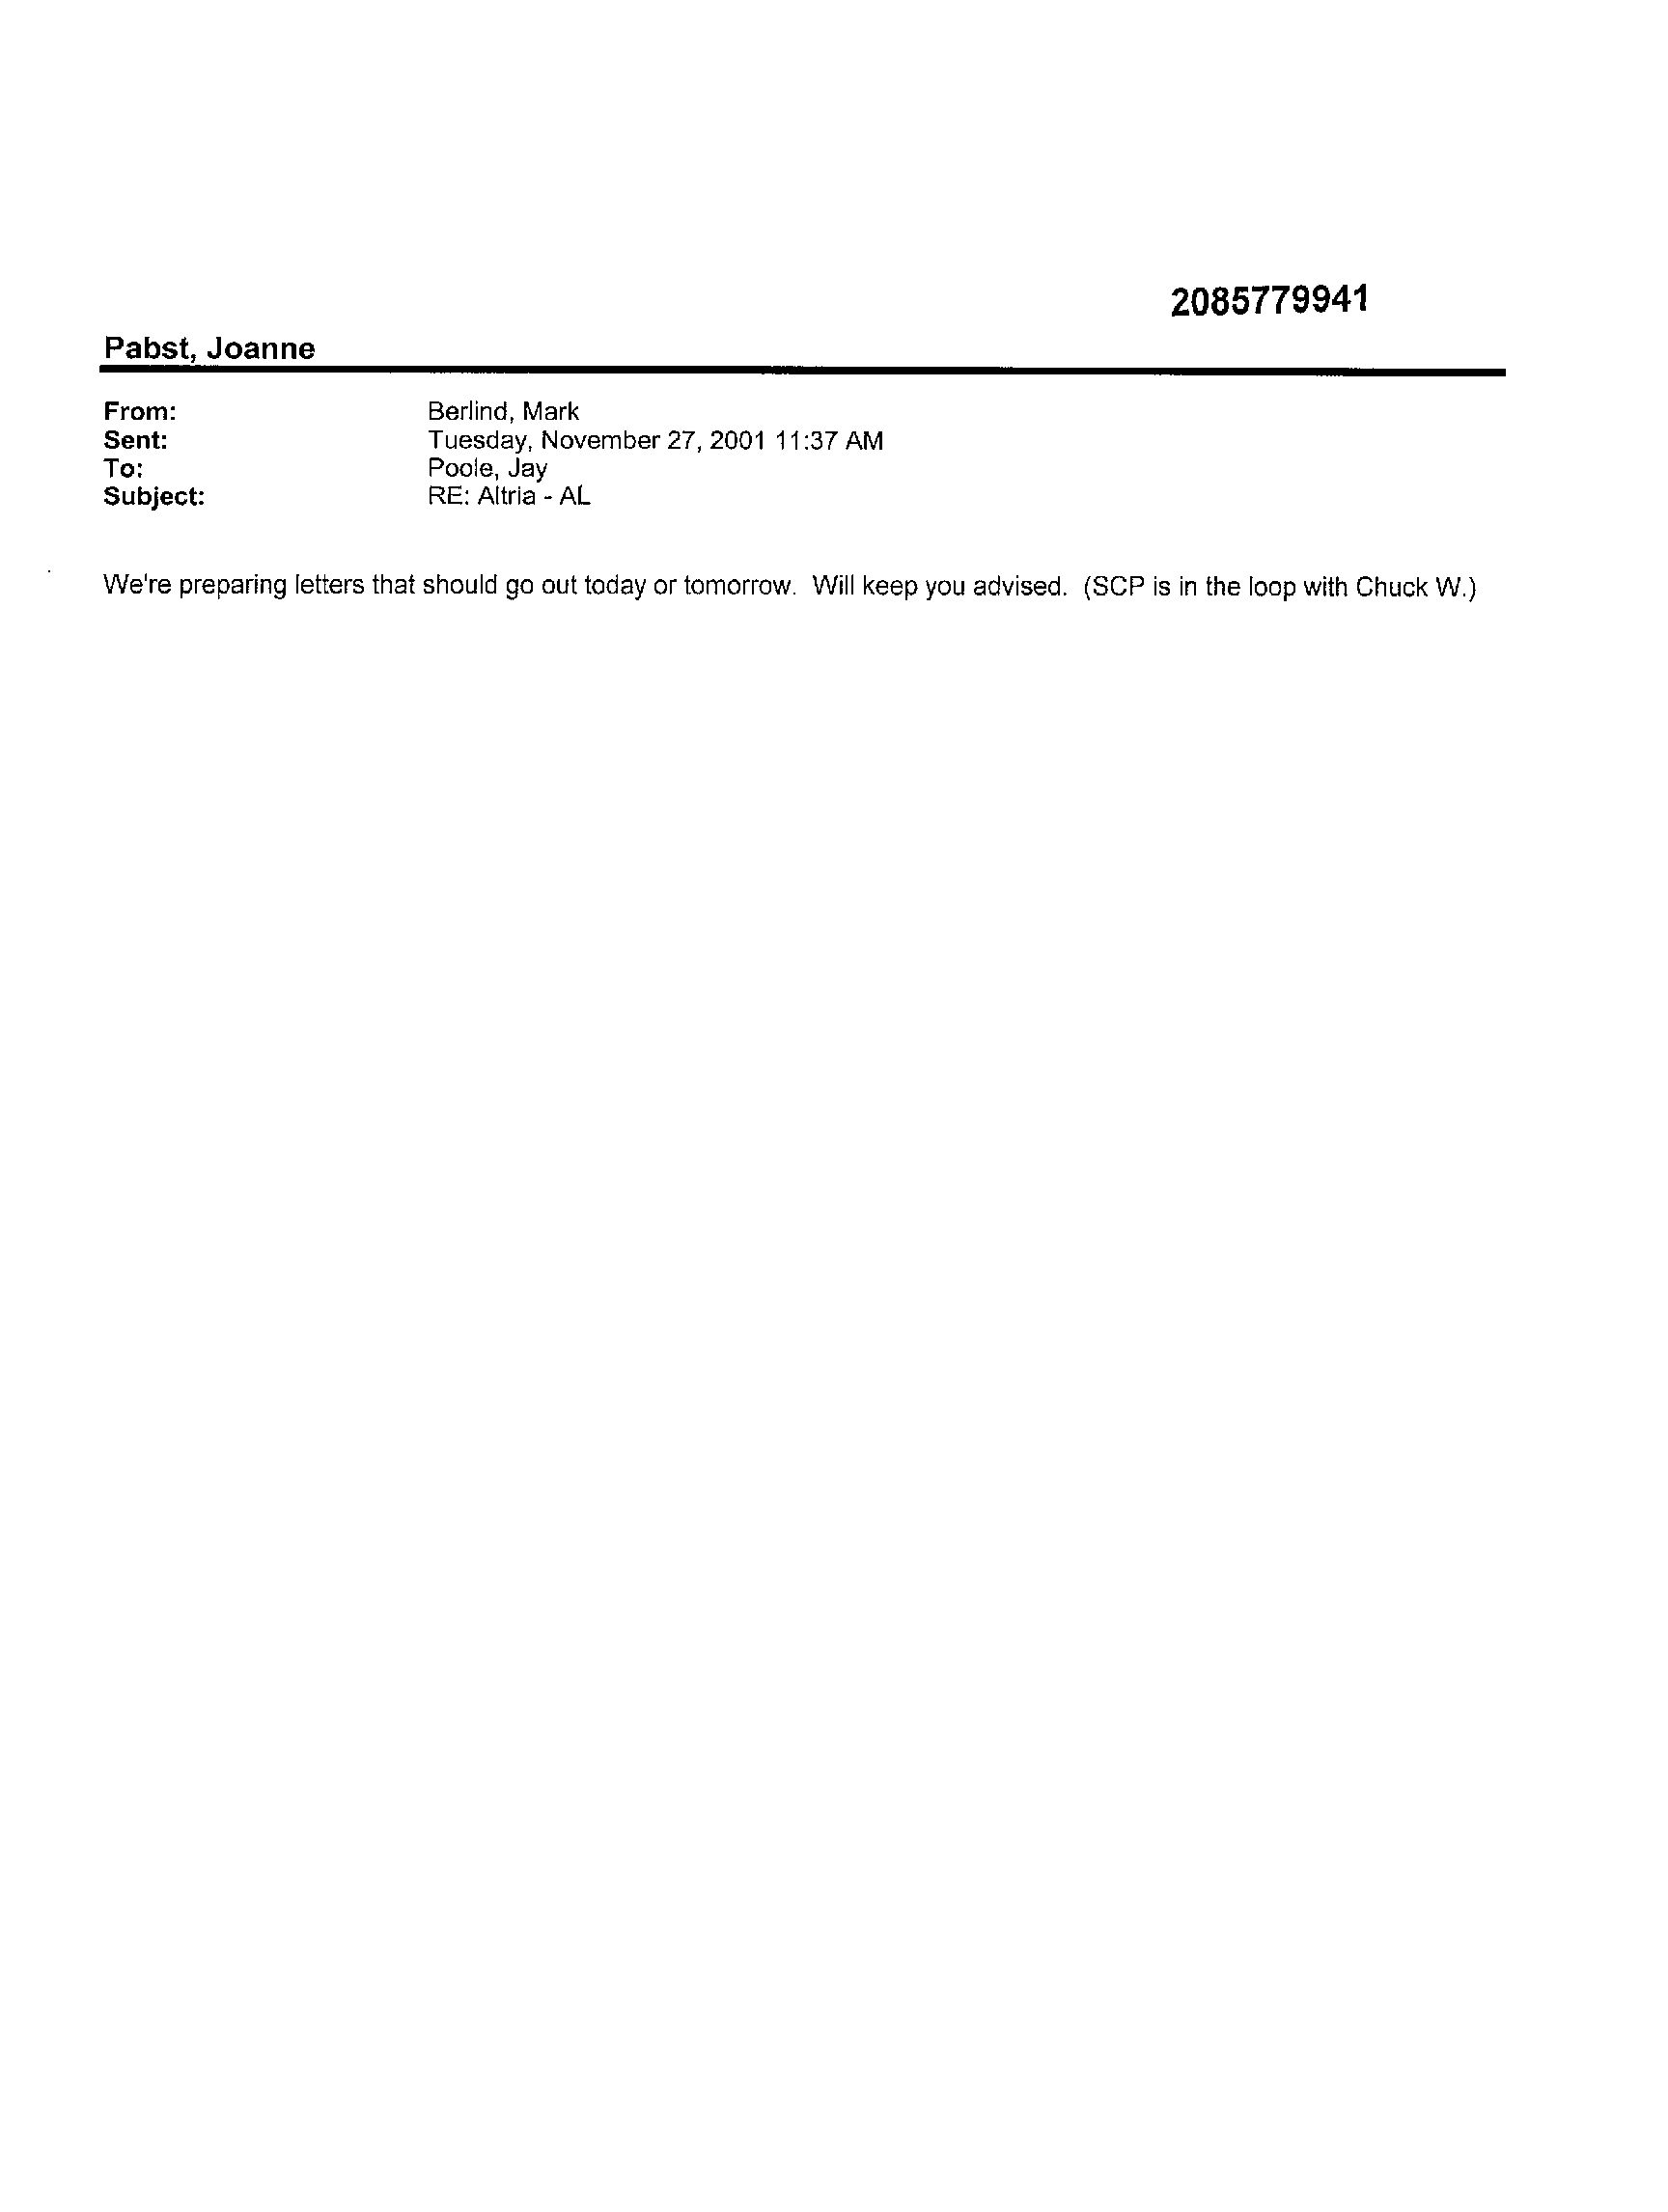 2085779941
Pabst, Joanne
From: Berlind, Mark
Sent: Tuesday, November 27, 2001 11:37 AM
To: Poole, Jay
Subject: RE: Altria - AL
We're preparing letters that should go out today or tomorrow.  Will keep you advised.  (SCP is in the loop with Chuck W.)